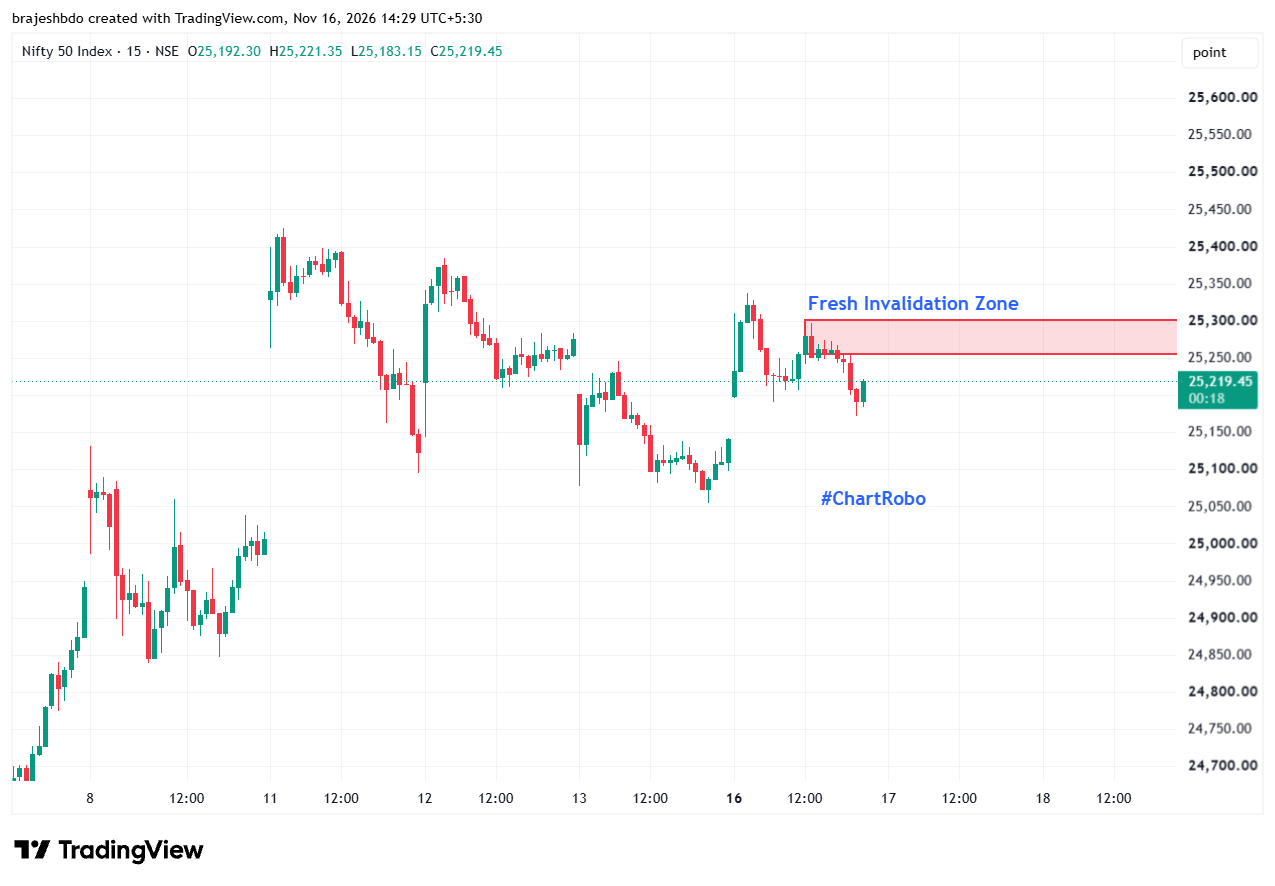 brajeshbdo created with TradingView.com, Nov 16, 2026 14:29 UTC+5:30
Nifty 50 Index · 15 · NSE O25,192.30 H25,221.35 L25,183.15 C25,219.45
point
25,600.00
25,550.00
25,500.00
25,450.00
25,400.00
25,350.00
Fresh Invalidation Zone
25,300.00
25,250.00
25,219.45
00:18
25,150.00
25,100.00
#ChartRobo
25,050.00
25,000.00
24,950.00
24,900.00
24,850.00
24,800.00
24,750.00
24,700.00
8 12:00 11 12:00 12 12:00 13 12:00 16 12:00 17 12:00 18 12:00
TradingView